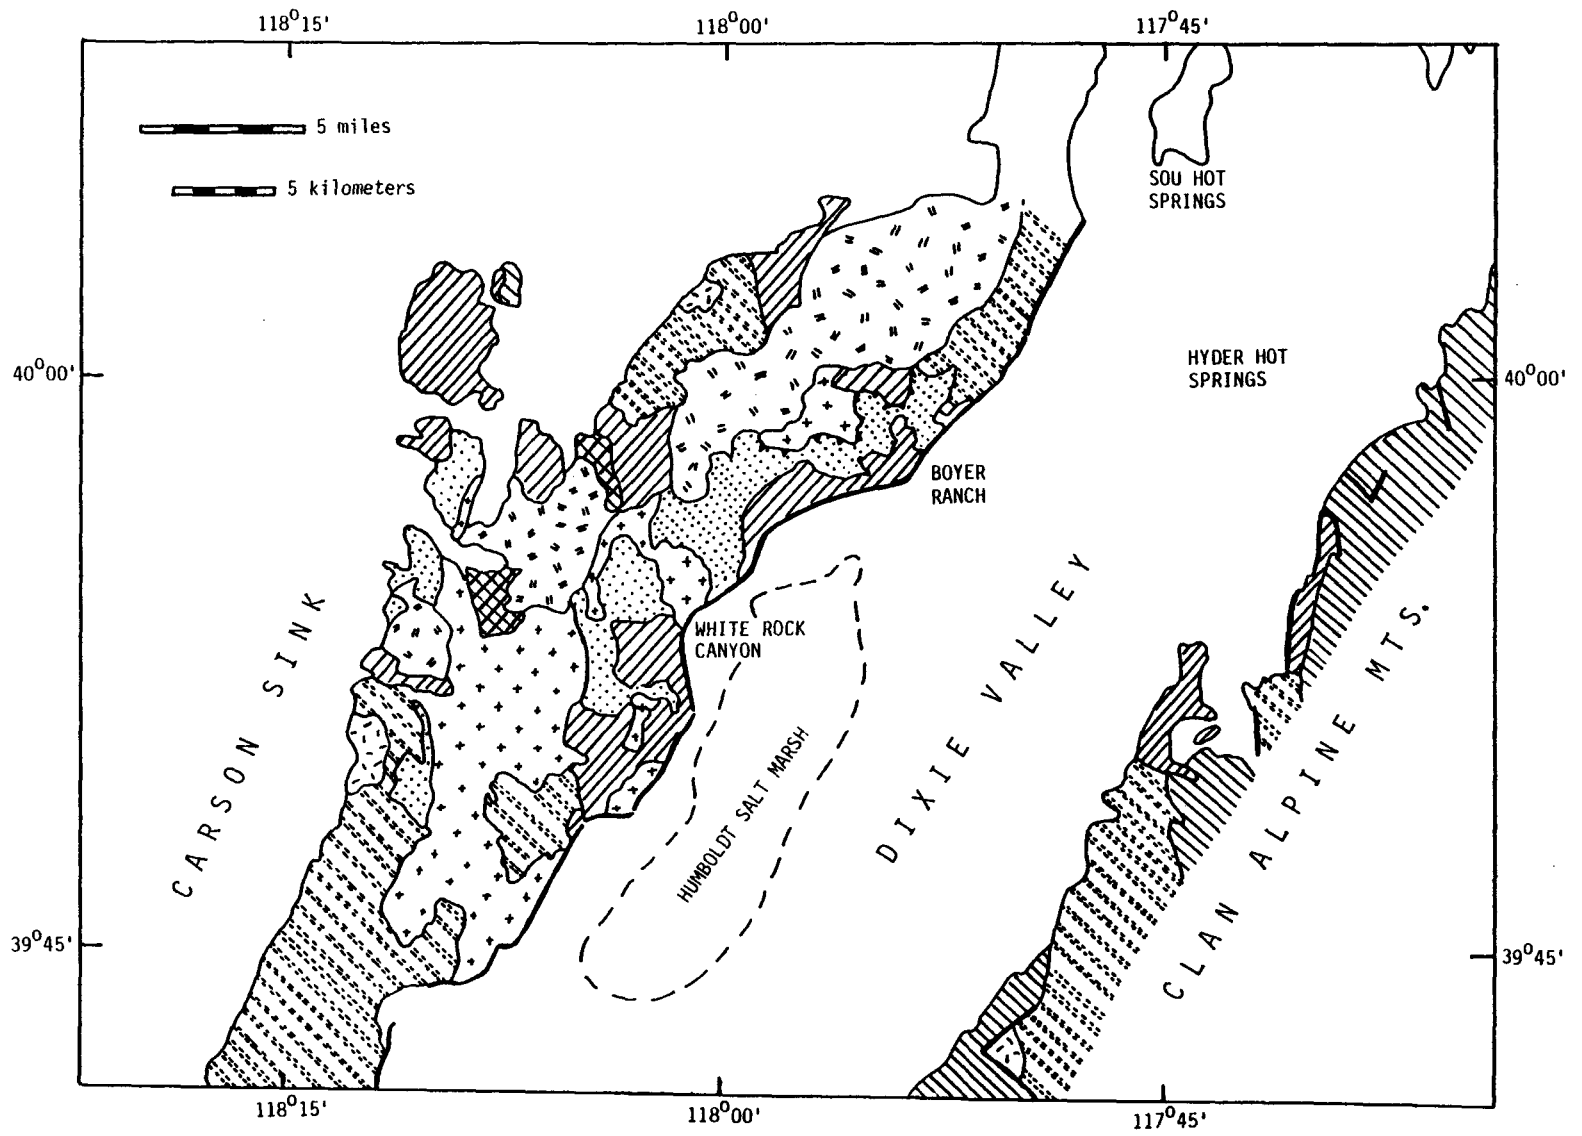 118°15'
118°00'
117°45'
5 miles
5 kilometers
SOU HOT
SPRINGS
HYDER HOT
SPRINGS
40°00'
40°00'
BOYER
RANCH
WHITE ROCK
CANYON
CARSON SINK
HUMBOLDT SALT MARSH
DIXIE VALLEY
CLAN ALPINE MTS.
39°45'
39°45'
118°15'
118°00'
117°45'